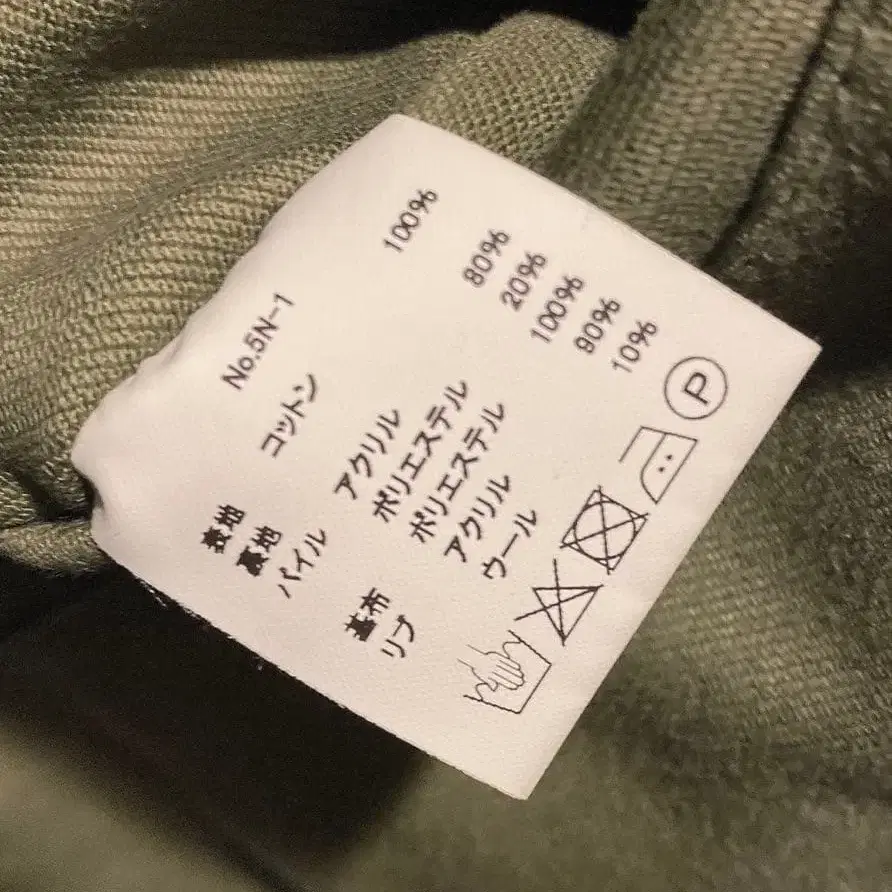 No.5N-1
表地 コットン 100%
裏地
パイル アクリル 80%
ポリエステル 20%
基布 ポリエステル 100%
リブ アクリル 90%
ウール 10%
P